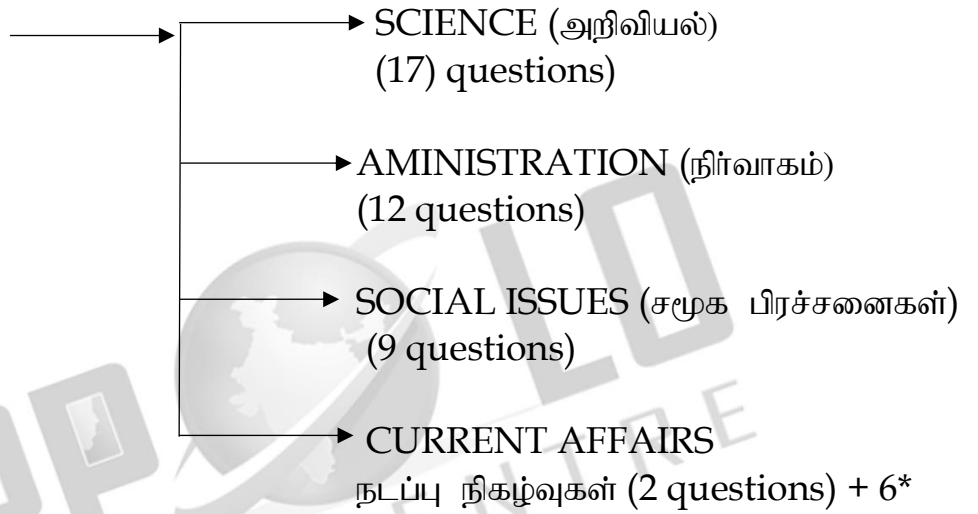 SCIENCE (அறிவியல்)
(17) questions)
AMINISTRATION (நிர்வாகம்)
(12 questions)
SOCIAL ISSUES (சமூக பிரச்சனைகள்)
(9 questions)
CURRENT AFFAIRS
நடப்பு நிகழ்வுகள் (2 questions) + 6*